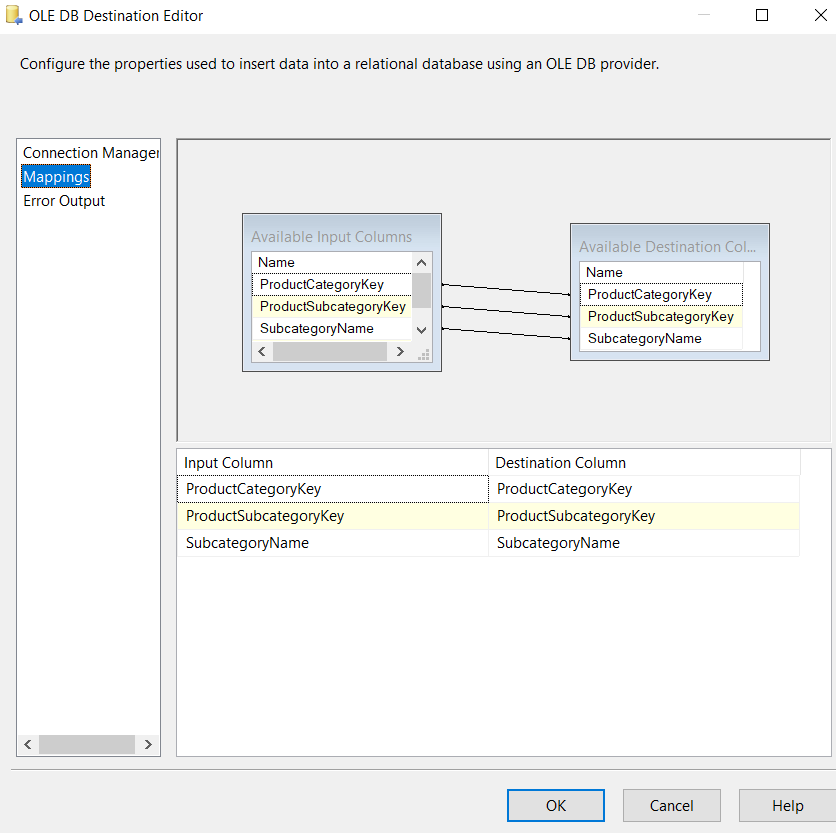 OLE DB Destination Editor
Configure the properties used to insert data into a relational database using an OLE DB provider.
Connection Manager
Mappings
Error Output
Available Input Columns
Name
ProductCategoryKey
ProductSubcategoryKey
SubcategoryName
Available Destination Col...
Name
ProductCategoryKey
ProductSubcategoryKey
SubcategoryName
Input Column Destination Column
ProductCategoryKey ProductCategoryKey
ProductSubcategoryKey ProductSubcategoryKey
SubcategoryName SubcategoryName
OK Cancel Help